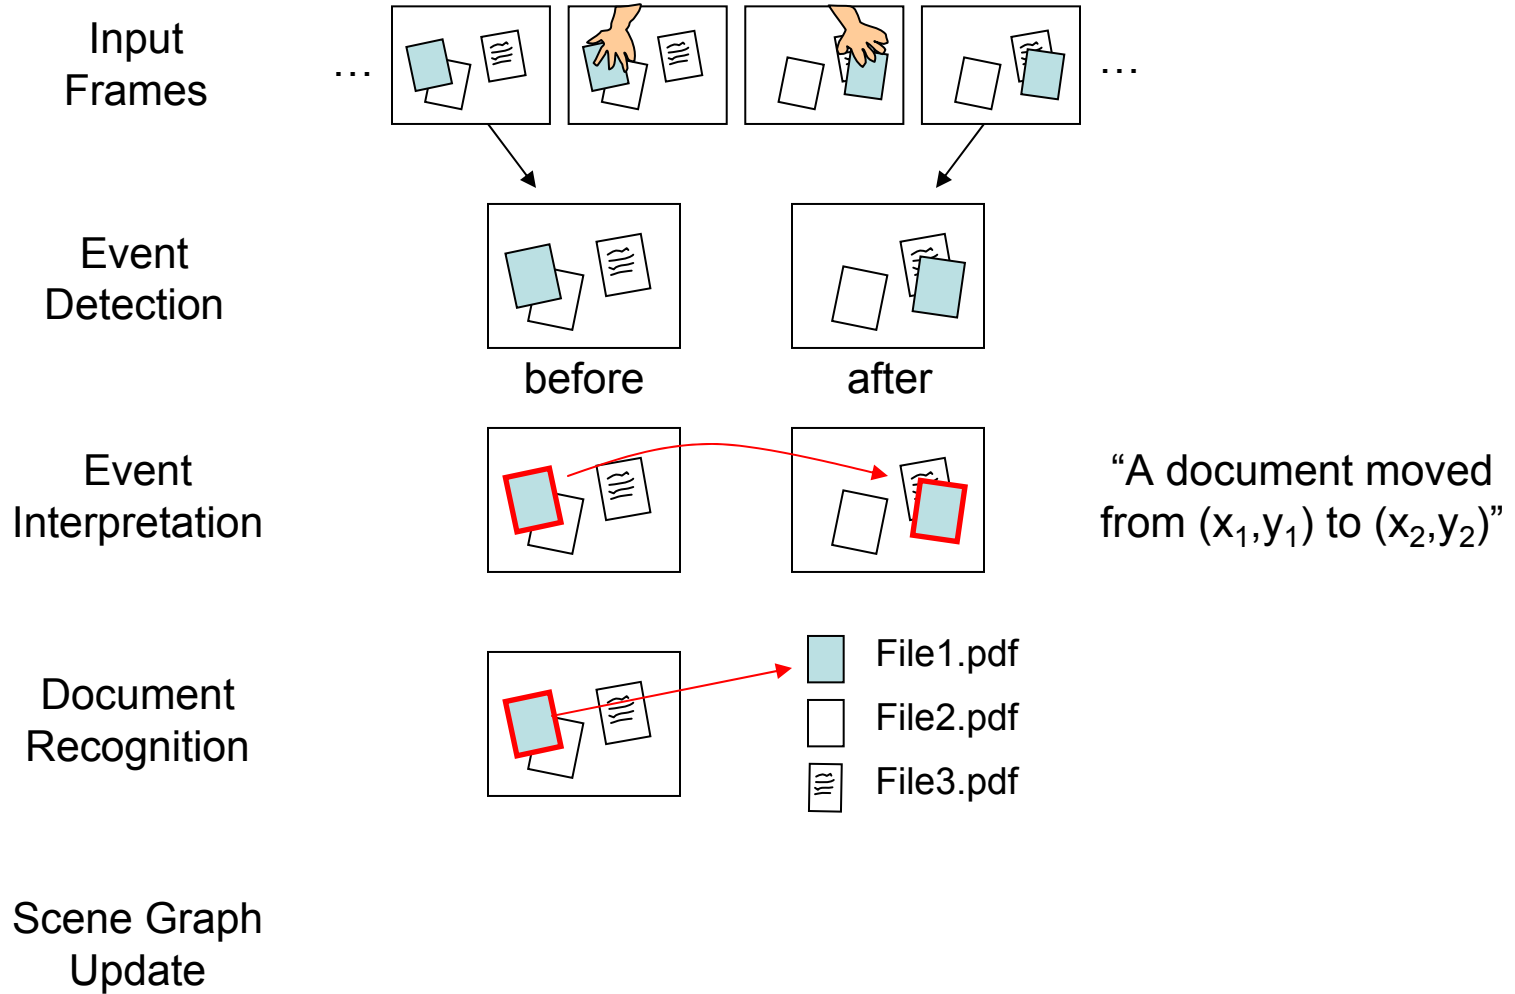 Input
Frames
… …
Event
Detection
before after
Event
Interpretation
“A document moved
from (x₁,y₁) to (x₂,y₂)”
Document
Recognition
File1.pdf
File2.pdf
File3.pdf
Scene Graph
Update